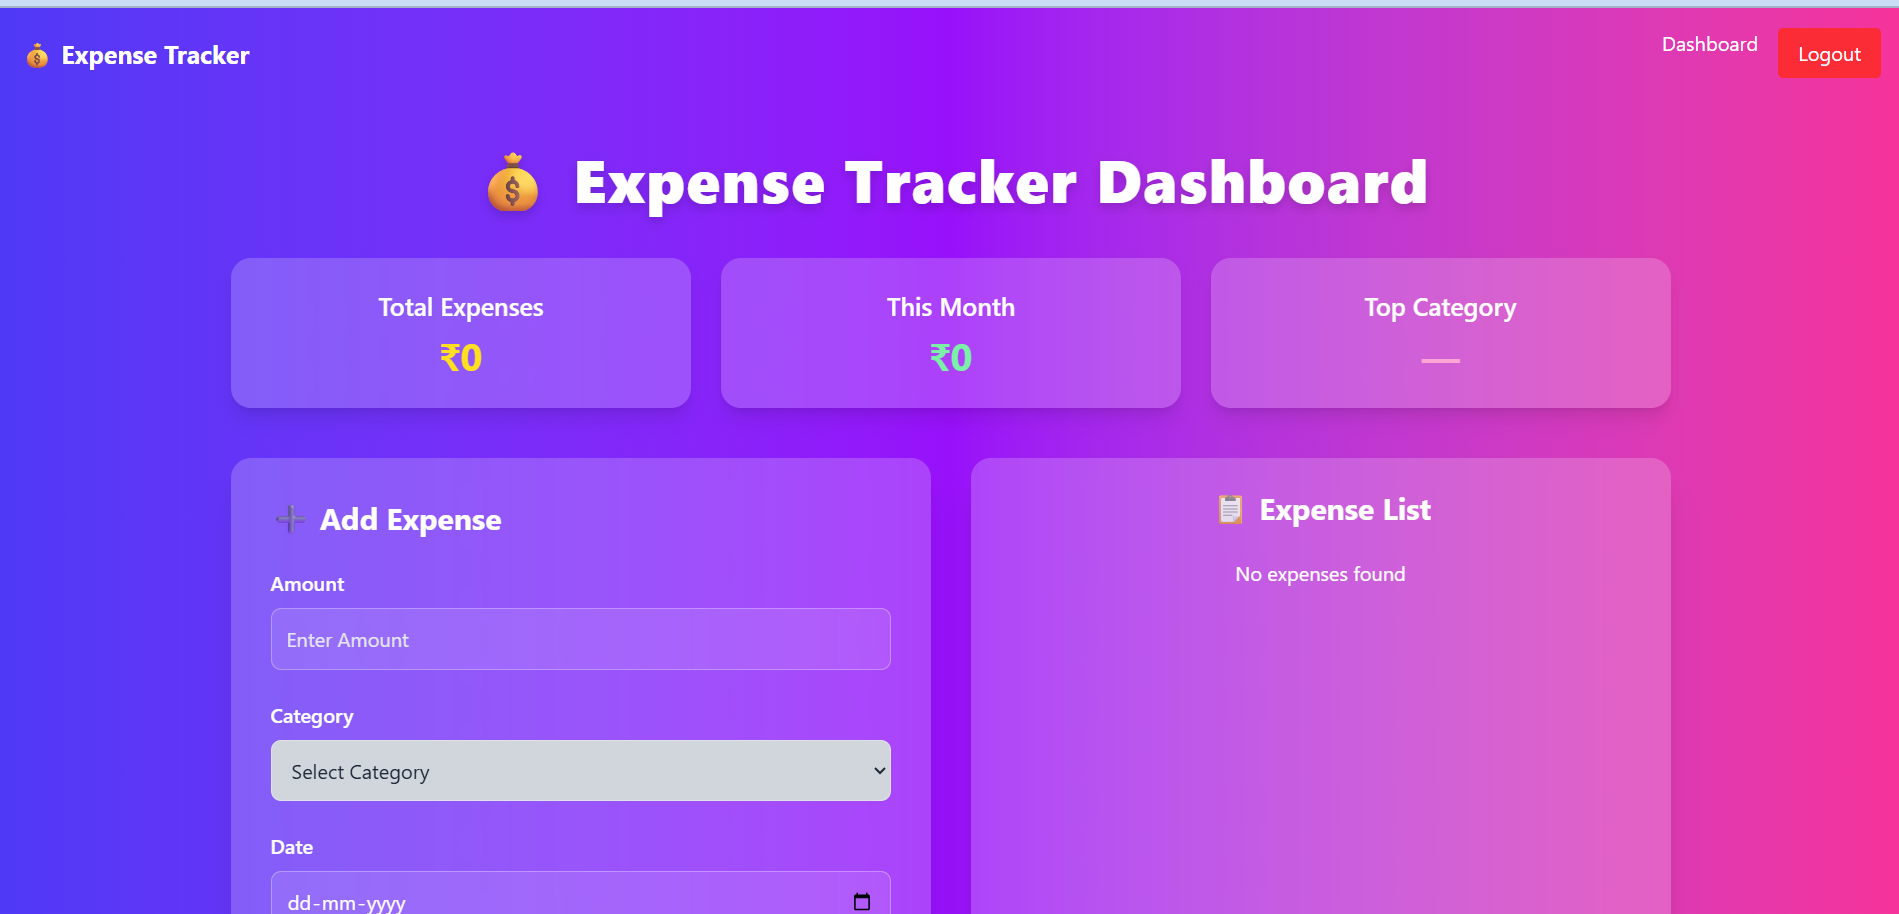 Expense Tracker
Dashboard
Logout
Expense Tracker Dashboard
Total Expenses
₹0
This Month
₹0
Top Category
—
Add Expense
Amount
Enter Amount
Category
Select Category
Date
dd-mm-yyyy
Expense List
No expenses found